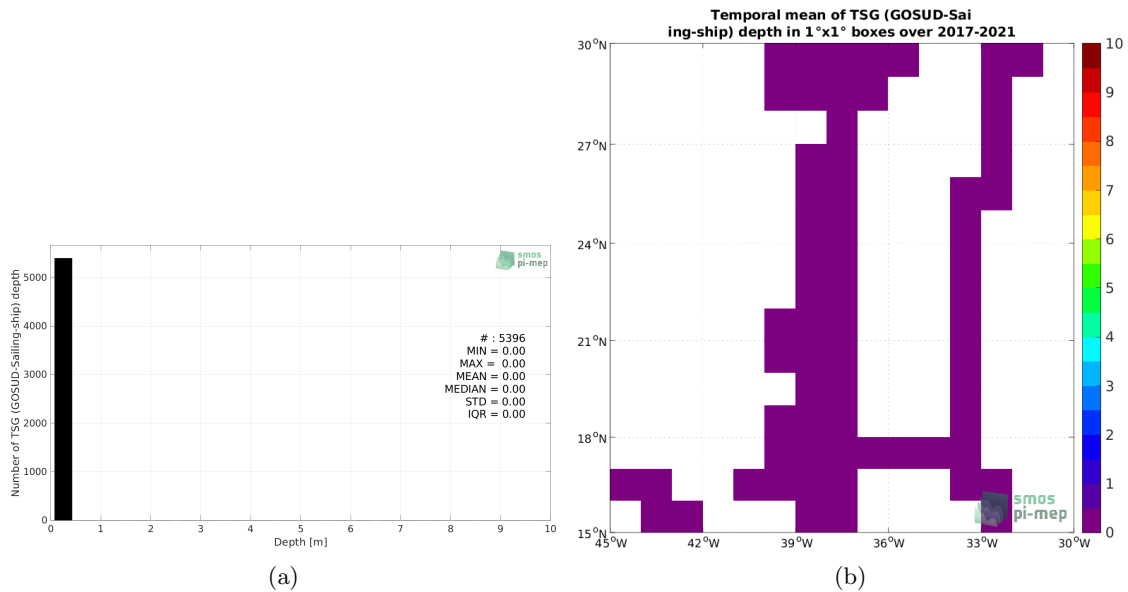 smos
pi-mep
Number of TSG (GOSUD-Sailing-ship) depth
5000
4000
3000
2000
1000
0
# : 5396
MIN = 0.00
MAX = 0.00
MEAN = 0.00
MEDIAN = 0.00
STD = 0.00
IQR = 0.00
0 1 2 3 4 5 6 7 8 9 10
Depth [m]
(a)
Temporal mean of TSG (GOSUD-Sai
ing-ship) depth in 1°x1° boxes over 2017-2021
30°N
27°N
24°N
21°N
18°N
15°N
45°W 42°W 39°W 36°W 33°W 30°W
smos
pi-mep
10
9
8
7
6
5
4
3
2
1
0
(b)